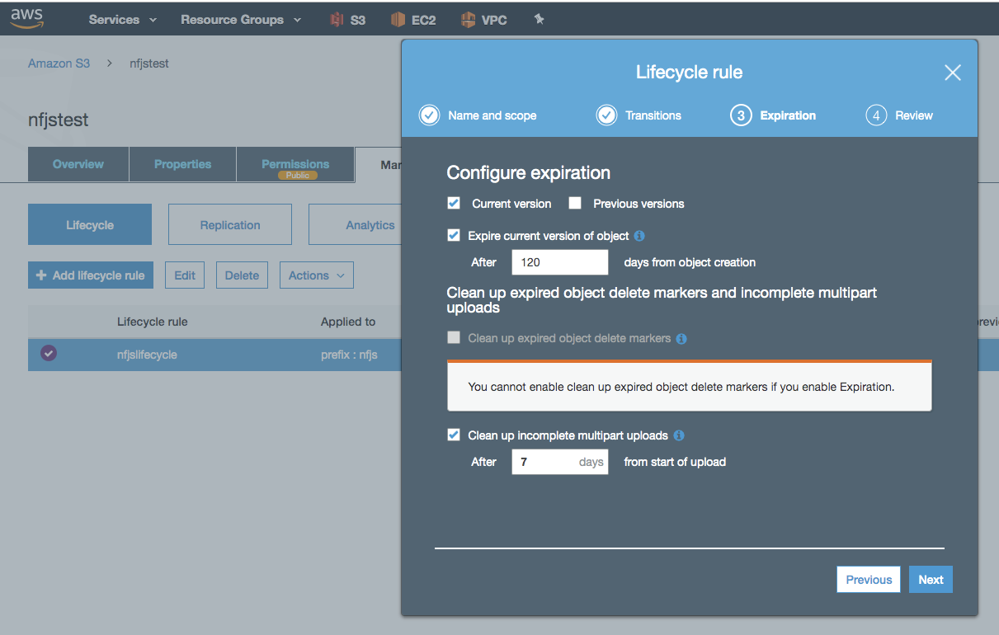 aws Services Resource Groups S3 EC2 VPC
Amazon S3 > nfjstest
nfjstest
Overview Properties Permissions
Public
Lifecycle Replication Analytics
+ Add lifecycle rule Edit Delete Actions
Lifecycle rule Applied to
nfjslifecycle prefix : nfjs
Lifecycle rule
Name and scope Transitions 3 Expiration 4 Review
Configure expiration
Current version Previous versions
Expire current version of object
After 120 days from object creation
Clean up expired object delete markers and incomplete multipart
uploads
Clean up expired object delete markers
You cannot enable clean up expired object delete markers if you enable Expiration.
Clean up incomplete multipart uploads
After 7 days from start of upload
Previous Next